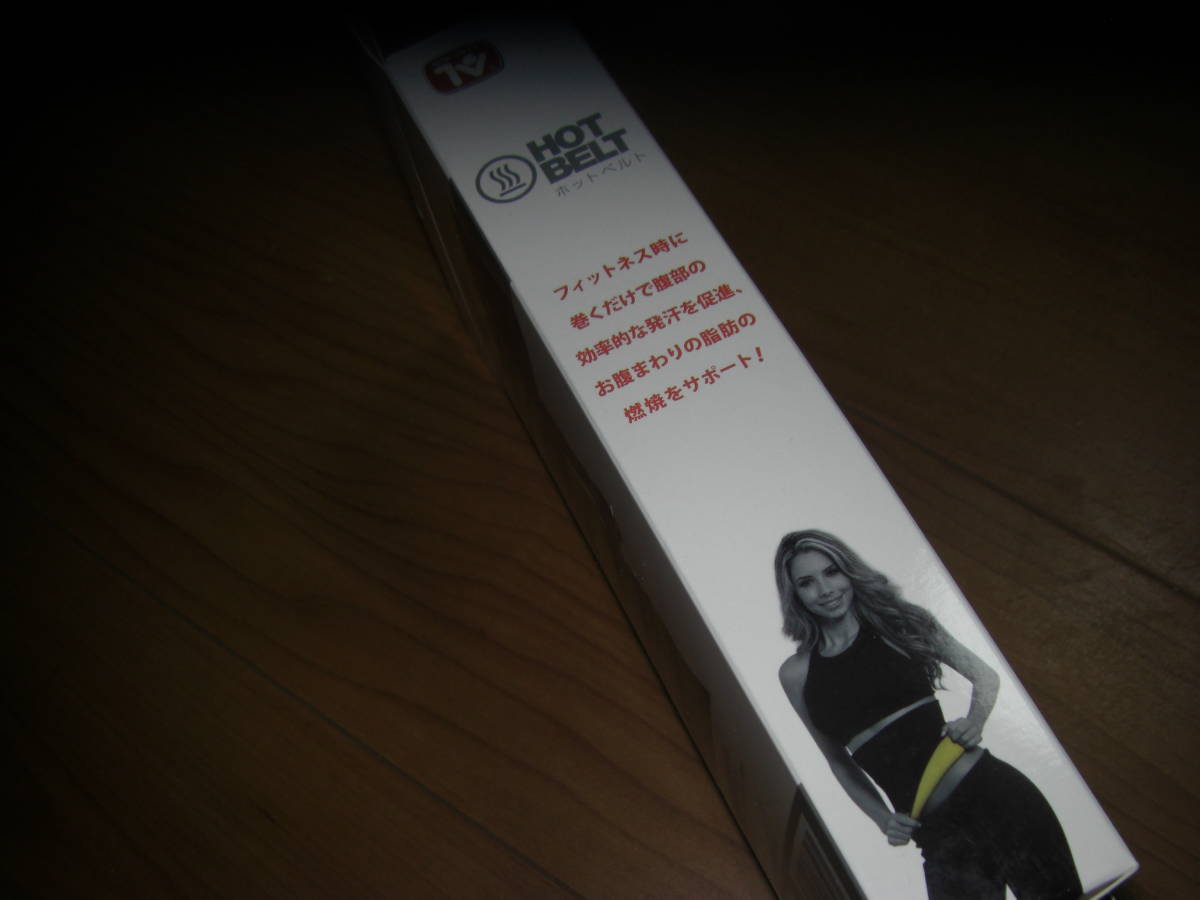 TV
HOT
BELT
ホットベルト
フィットネス時に
巻くだけで腹部の
効率的な発汗を促進、
お腹まわりの脂肪の
燃焼をサポート！